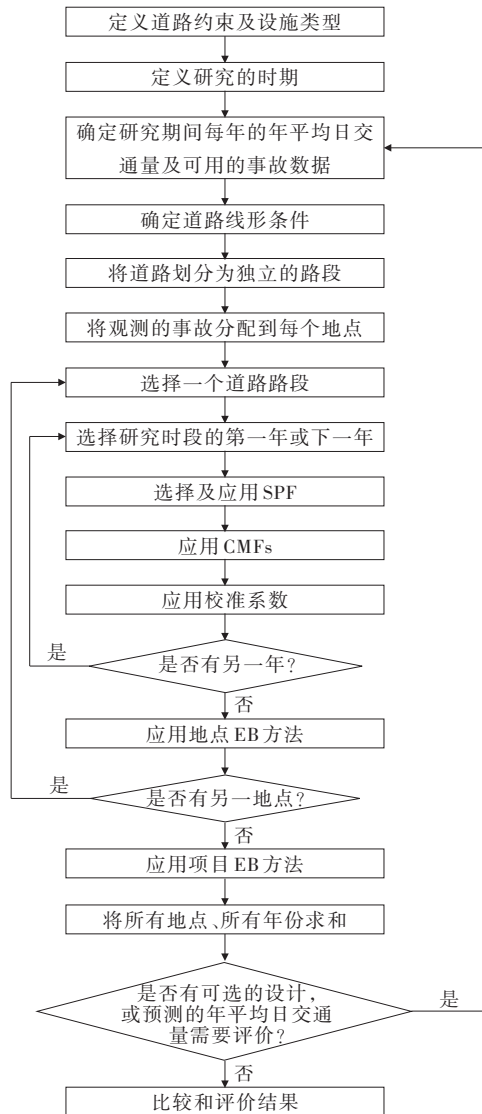 定义道路约束及设施类型
定义研究的时期
确定研究期间每年的年平均日交
通量及可用的事故数据
确定道路线形条件
将道路划分为独立的路段
将观测的事故分配到每个地点
选择一个道路路段
选择研究时段的第一年或下一年
选择及应用SPF
应用CMFs
应用校准系数
是
是否有另一年?
否
应用地点EB方法
是
是否有另一地点?
否
应用项目EB方法
将所有地点、所有年份求和
是否有可选的设计,
或预测的年平均日交通
量需要评价?
是
否
比较和评价结果